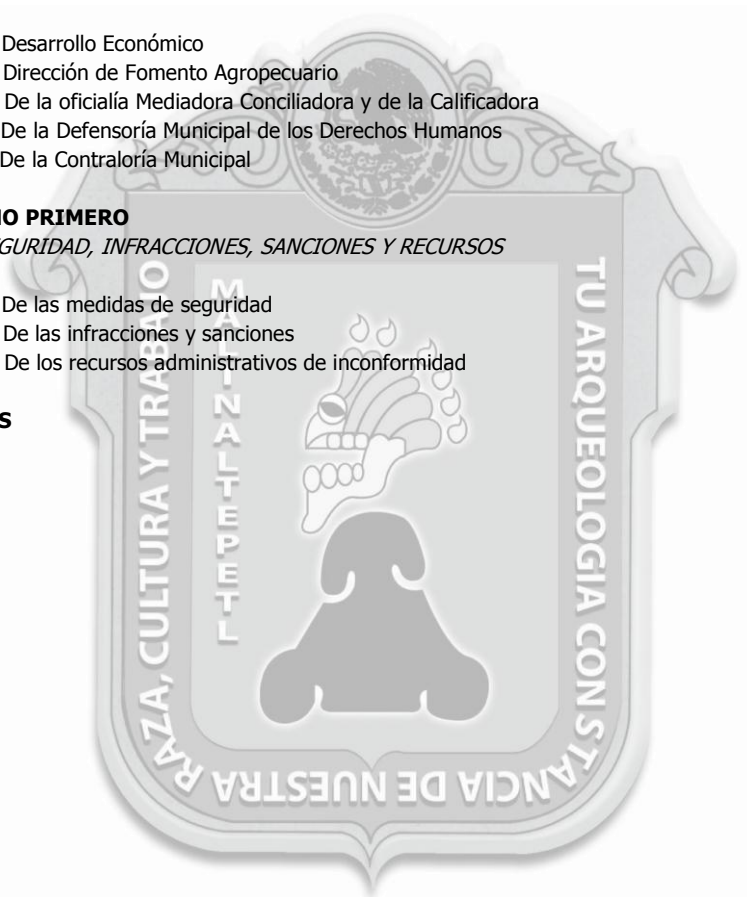 Desarrollo Económico
Dirección de Fomento Agropecuario
De la oficialía Mediadora Conciliadora y de la Calificadora
De la Defensoría Municipal de los Derechos Humanos
De la Contraloría Municipal
O PRIMERO
GURIDAD, INFRACCIONES, SANCIONES Y RECURSOS
De las medidas de seguridad
De las infracciones y sanciones
De los recursos administrativos de inconformidad
S
RAZA, CULTURA Y TRABAJO
MALINALTEPETL
TU ARQUEOLOGIA CONSTANCIA DE NUESTRA